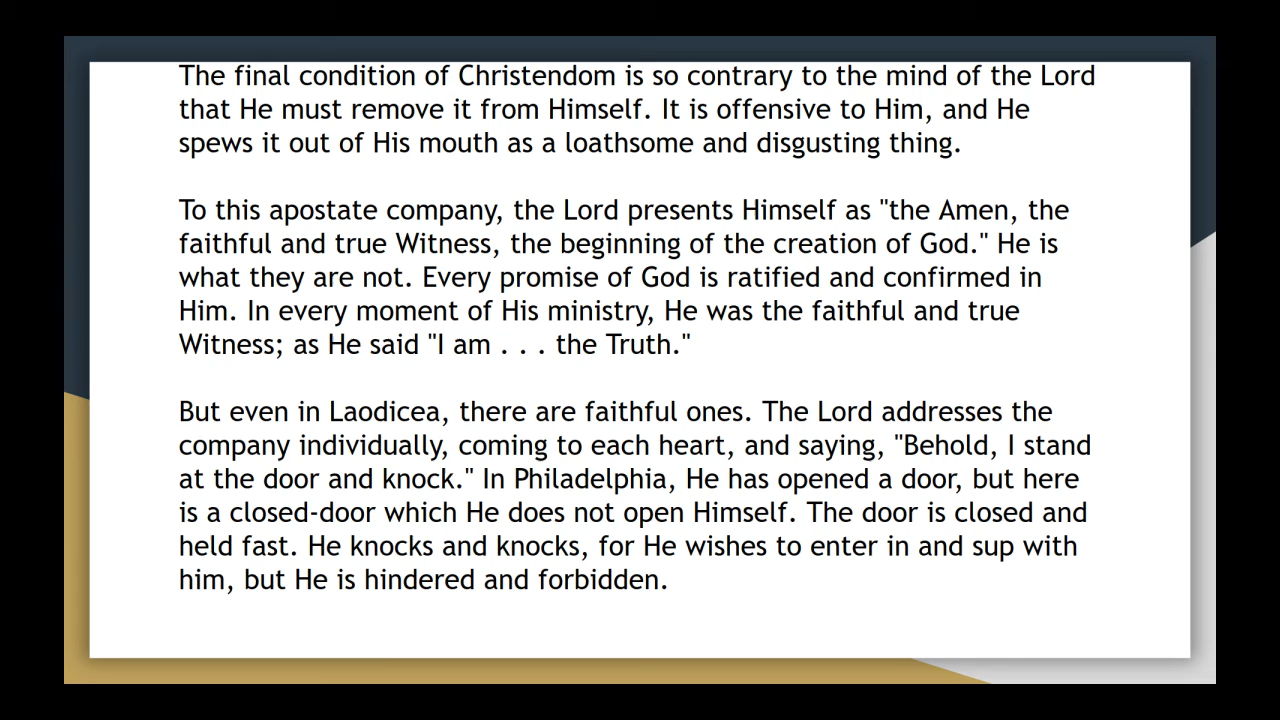 The final condition of Christendom is so contrary to the mind of the Lord
that He must remove it from Himself. It is offensive to Him, and He
spews it out of His mouth as a loathsome and disgusting thing.
To this apostate company, the Lord presents Himself as "the Amen, the
faithful and true Witness, the beginning of the creation of God." He is
what they are not. Every promise of God is ratified and confirmed in
Him. In every moment of His ministry, He was the faithful and true
Witness; as He said "I am . . . the Truth."
But even in Laodicea, there are faithful ones. The Lord addresses the
company individually, coming to each heart, and saying, "Behold, I stand
at the door and knock." In Philadelphia, He has opened a door, but here
is a closed-door which He does not open Himself. The door is closed and
held fast. He knocks and knocks, for He wishes to enter in and sup with
him, but He is hindered and forbidden.